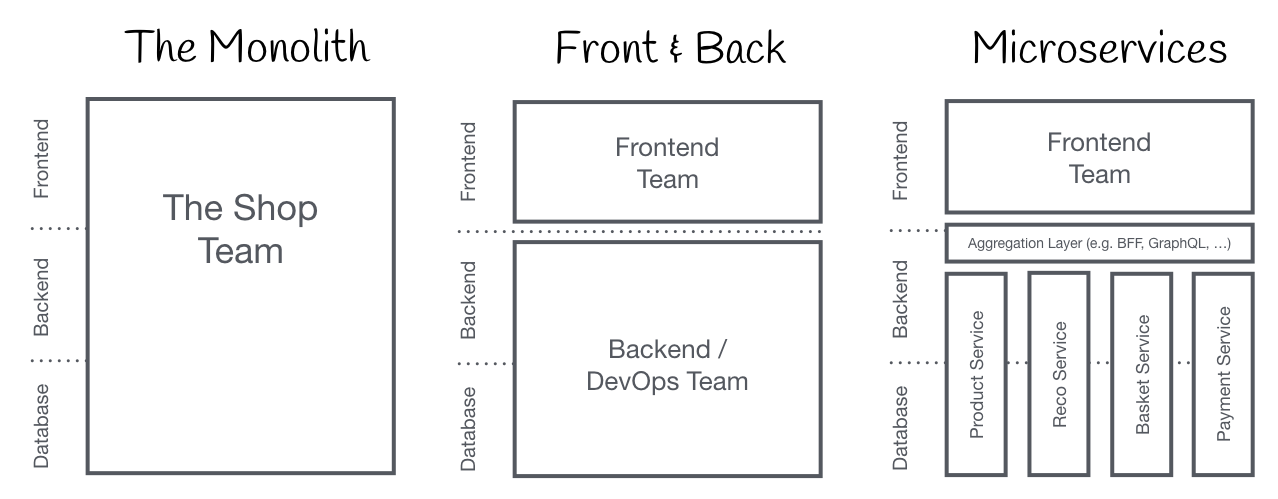 The Monolith
Frontend
Backend
Database
The Shop
Team
Front & Back
Frontend
Backend
Database
Frontend
Team
Backend /
DevOps Team
Microservices
Frontend
Backend
Database
Frontend
Team
Aggregation Layer (e.g. BFF, GraphQL, …)
Product Service
Reco Service
Basket Service
Payment Service